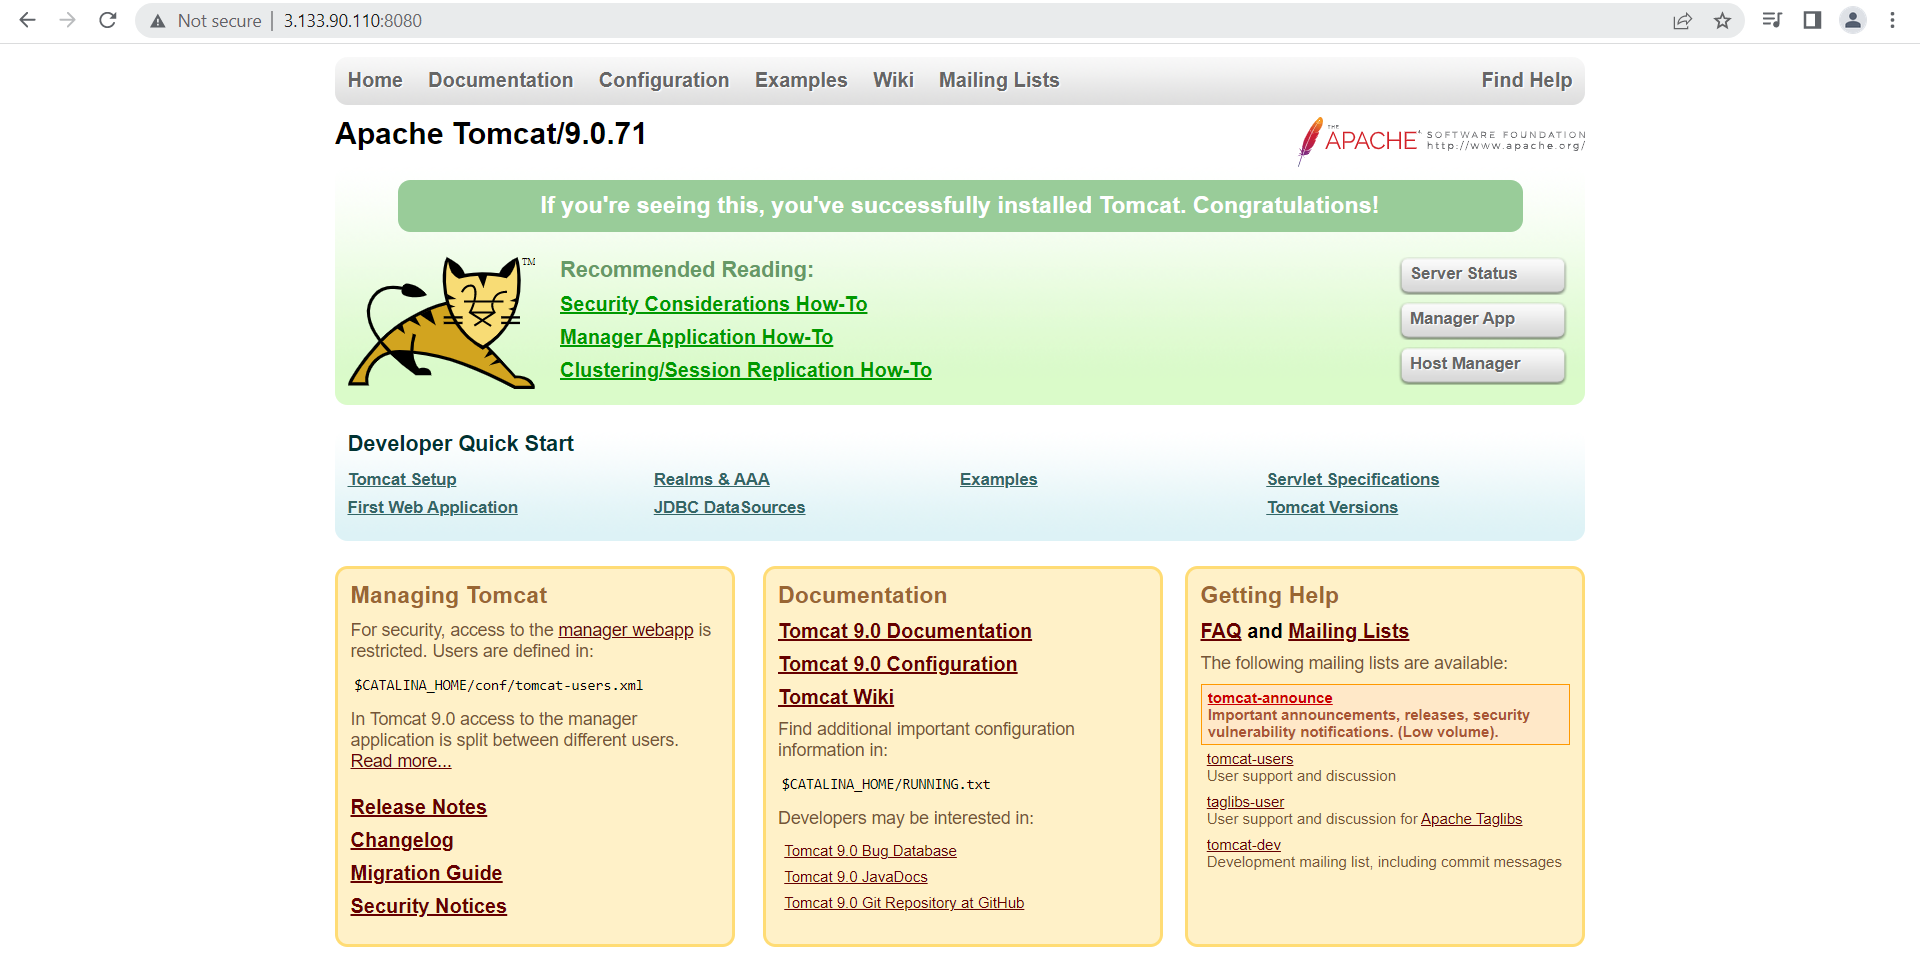 Not secure | 3.133.90.110:8080
Home Documentation Configuration Examples Wiki Mailing Lists Find Help
Apache Tomcat/9.0.71
THE APACHE SOFTWARE FOUNDATION
http://www.apache.org/
If you're seeing this, you've successfully installed Tomcat. Congratulations!
TM
Recommended Reading:
Security Considerations How-To
Manager Application How-To
Clustering/Session Replication How-To
Server Status
Manager App
Host Manager
Developer Quick Start
Tomcat Setup
First Web Application
Realms & AAA
JDBC DataSources
Examples
Servlet Specifications
Tomcat Versions
Managing Tomcat
For security, access to the manager webapp is
restricted. Users are defined in:
$CATALINA_HOME/conf/tomcat-users.xml
In Tomcat 9.0 access to the manager
application is split between different users.
Read more...
Release Notes
Changelog
Migration Guide
Security Notices
Documentation
Tomcat 9.0 Documentation
Tomcat 9.0 Configuration
Tomcat Wiki
Find additional important configuration
information in:
$CATALINA_HOME/RUNNING.txt
Developers may be interested in:
Tomcat 9.0 Bug Database
Tomcat 9.0 JavaDocs
Tomcat 9.0 Git Repository at GitHub
Getting Help
FAQ and Mailing Lists
The following mailing lists are available:
tomcat-announce
Important announcements, releases, security
vulnerability notifications. (Low volume).
tomcat-users
User support and discussion
taglibs-user
User support and discussion for Apache Taglibs
tomcat-dev
Development mailing list, including commit messages